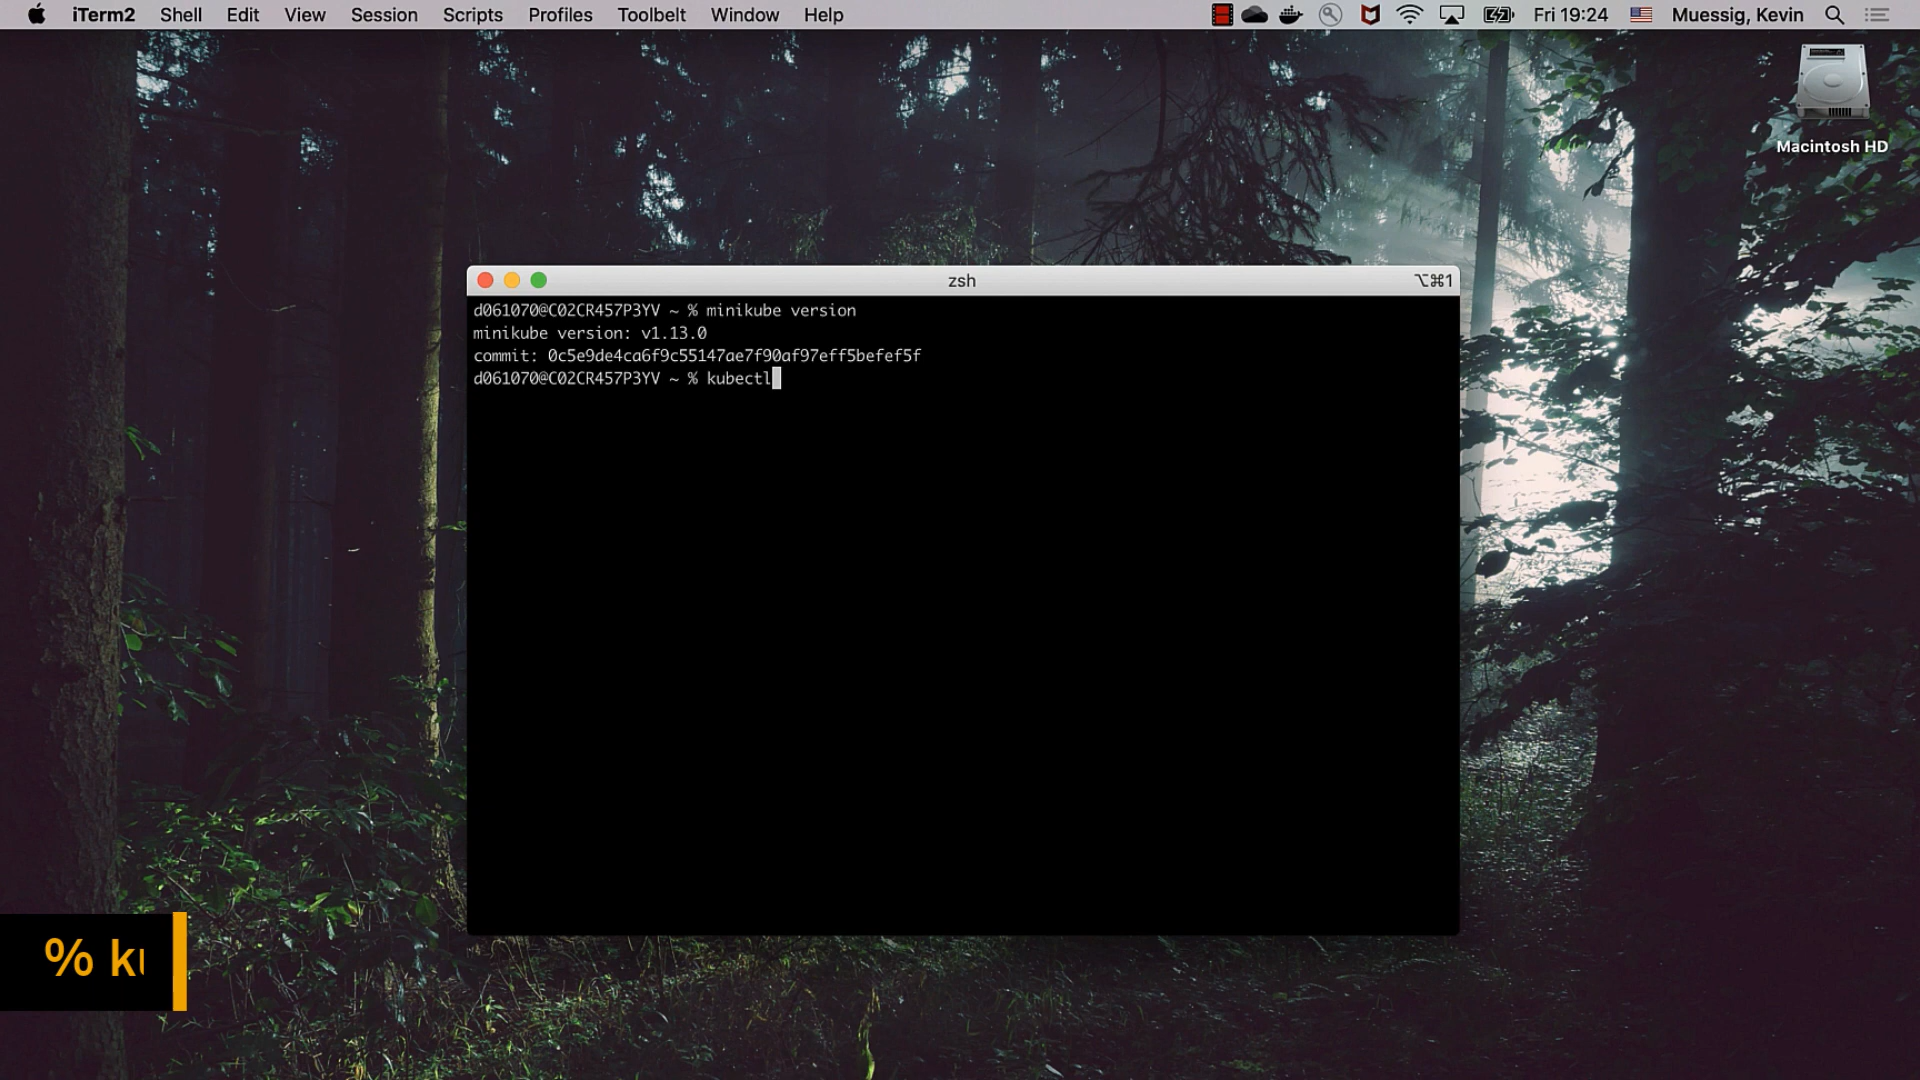 iTerm2 Shell Edit View Session Scripts Profiles Toolbelt Window Help Fri 19:24 Muessig, Kevin
Macintosh HD
zsh ⌥⌘1
d061070@C02CR457P3YV ~ % minikube version
minikube version: v1.13.0
commit: 0c5e9de4ca6f9c55147ae7f90af97eff5befef5f
d061070@C02CR457P3YV ~ % kubectl
% ku